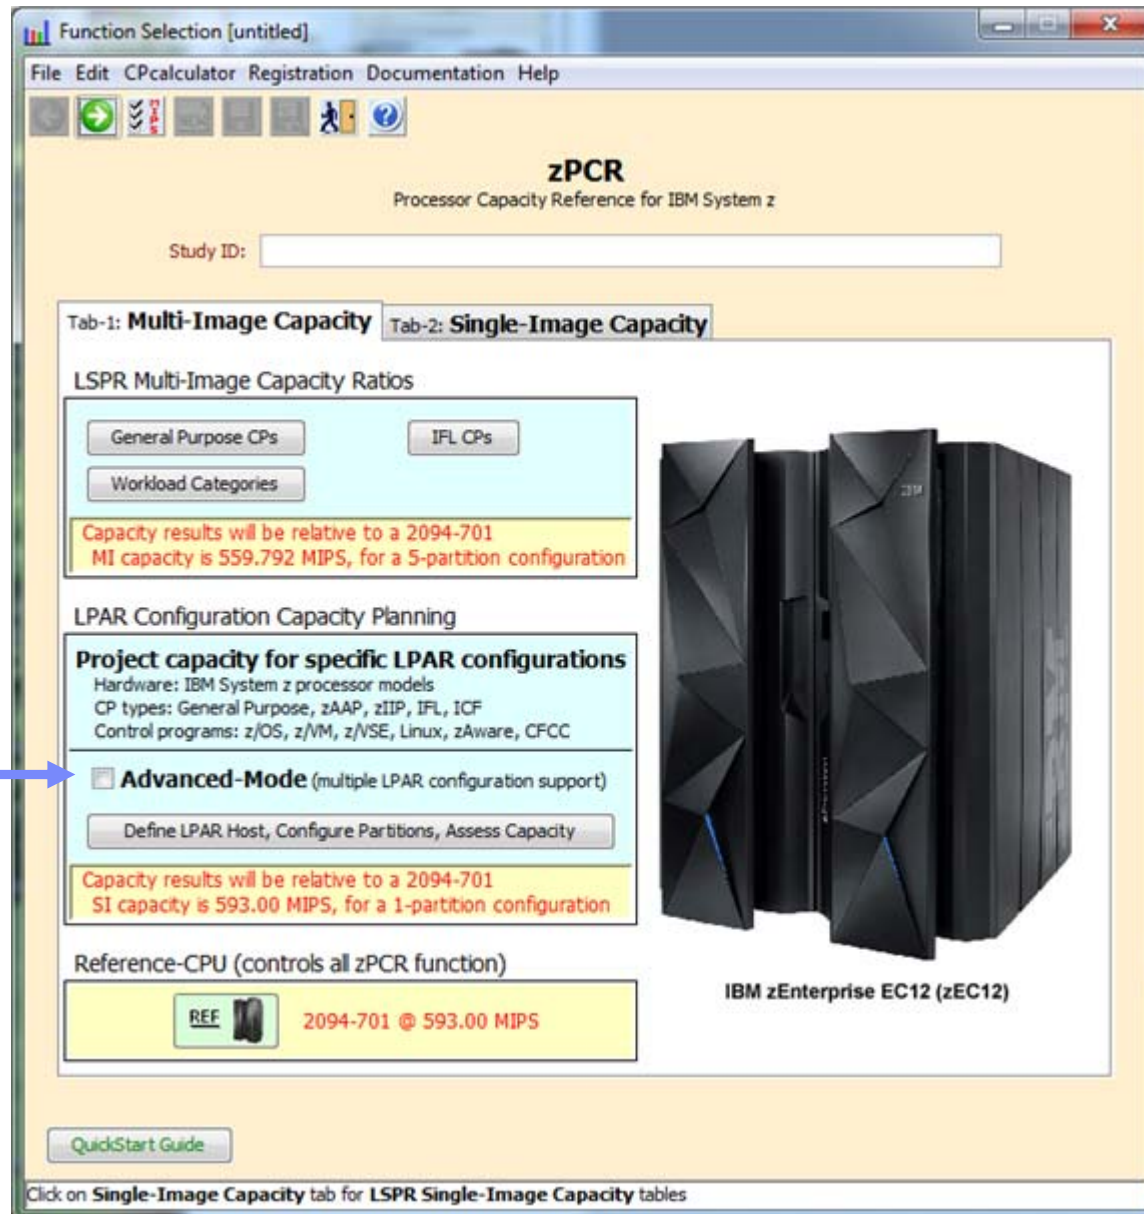 Function Selection [untitled]
File Edit CPcalculator Registration Documentation Help
MIPS
zPCR
Processor Capacity Reference for IBM System z
Study ID:
Tab-1: Multi-Image Capacity Tab-2: Single-Image Capacity
LSPR Multi-Image Capacity Ratios
General Purpose CPs IFL CPs
Workload Categories
Capacity results will be relative to a 2094-701
MI capacity is 559.792 MIPS, for a 5-partition configuration
LPAR Configuration Capacity Planning
Project capacity for specific LPAR configurations
Hardware: IBM System z processor models
CP types: General Purpose, zAAP, zIIP, IFL, ICF
Control programs: z/OS, z/VM, z/VSE, Linux, zAware, CFCC
Advanced-Mode (multiple LPAR configuration support)
Define LPAR Host, Configure Partitions, Assess Capacity
Capacity results will be relative to a 2094-701
SI capacity is 593.00 MIPS, for a 1-partition configuration
Reference-CPU (controls all zPCR function)
REF 2094-701 @ 593.00 MIPS
IBM zEnterprise EC12 (zEC12)
QuickStart Guide
Click on Single-Image Capacity tab for LSPR Single-Image Capacity tables